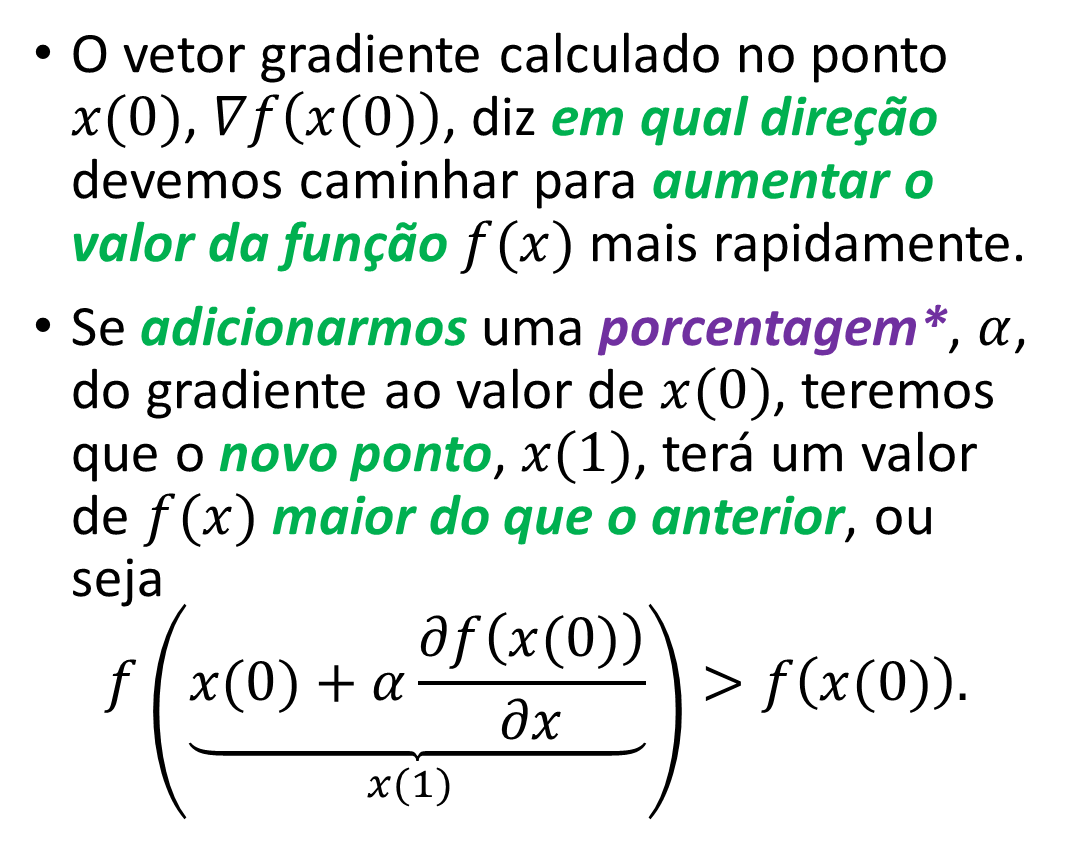 • O vetor gradiente calculado no ponto
x(0), ∇f(x(0)), diz em qual direção
devemos caminhar para aumentar o
valor da função f(x) mais rapidamente.
• Se adicionarmos uma porcentagem*, α,
do gradiente ao valor de x(0), teremos
que o novo ponto, x(1), terá um valor
de f(x) maior do que o anterior, ou
seja
f(x(0) + α ∂f(x(0))/∂x) > f(x(0)).
x(1)